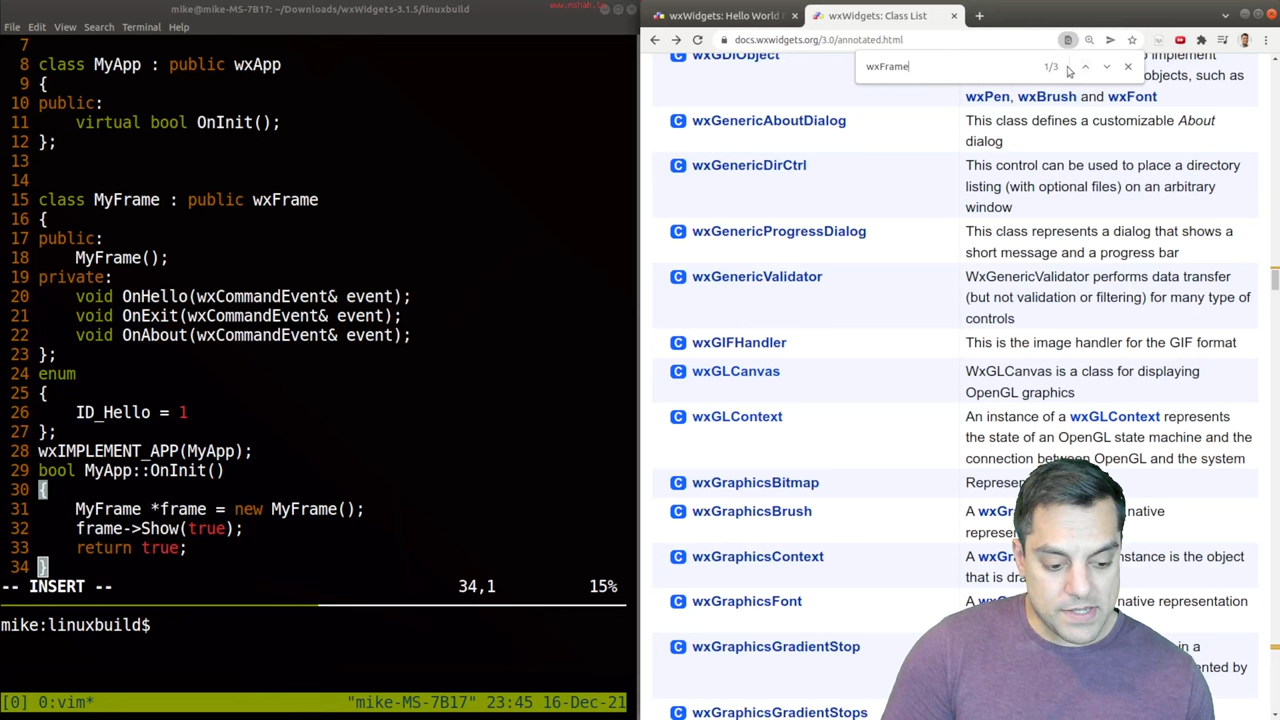 mike@mike-MS-7B17: ~/Downloads/wxWidgets-3.1.5/linuxbuild
File Edit View Search Terminal Help
7
8 class MyApp : public wxApp
9 {
10 public:
11 virtual bool OnInit();
12 };
13
14
15 class MyFrame : public wxFrame
16 {
17 public:
18 MyFrame();
19 private:
20 void OnHello(wxCommandEvent& event);
21 void OnExit(wxCommandEvent& event);
22 void OnAbout(wxCommandEvent& event);
23 };
24 enum
25 {
26 ID_Hello = 1
27 };
28 wxIMPLEMENT_APP(MyApp);
29 bool MyApp::OnInit()
30 {
31 MyFrame *frame = new MyFrame();
32 frame->Show(true);
33 return true;
34 }
-- INSERT -- 34,1 15%
mike:linuxbuild$
[0] 0:vim* "mike-MS-7B17" 23:45 16-Dec-21
wxWidgets: Hello World
wxWidgets: Class List
docs.wxwidgets.org/3.0/annotated.html
wxFrame 1/3
wxGDIObject
objects, such as
wxPen, wxBrush and wxFont
wxGenericAboutDialog This class defines a customizable About
dialog
wxGenericDirCtrl This control can be used to place a directory
listing (with optional files) on an arbitrary
window
wxGenericProgressDialog This class represents a dialog that shows a
short message and a progress bar
wxGenericValidator WxGenericValidator performs data transfer
(but not validation or filtering) for many type of
controls
wxGIFHandler This is the image handler for the GIF format
wxGLCanvas WxGLCanvas is a class for displaying
OpenGL graphics
wxGLContext An instance of a wxGLContext represents
the state of an OpenGL state machine and the
connection between OpenGL and the system
wxGraphicsBitmap
wxGraphicsBrush A native
wxGraphicsContext A instance is the object
that is
wxGraphicsFont A native representation
wxGraphicsGradientStop in a
by
wxGraphicsGradientStops